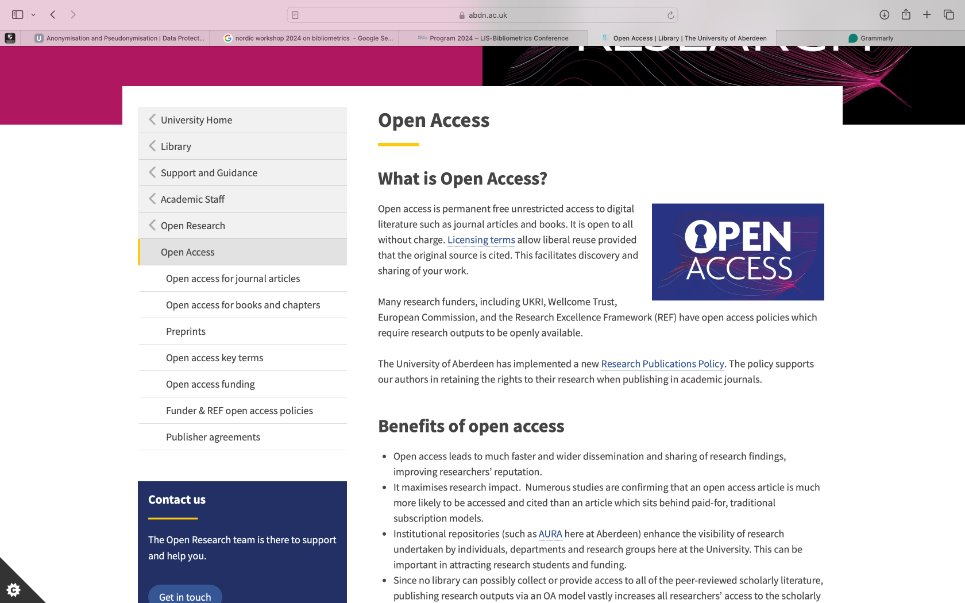 abdn.ac.uk
Anonymisation and Pseudonymisation | Data Protect...
nordic workshop 2024 on bibliometrics - Google Se...
Program 2024 – LIS-Bibliometrics Conference
Open Access | Library | The University of Aberdeen
Grammarly
University Home
Library
Support and Guidance
Academic Staff
Open Research
Open Access
Open access for journal articles
Open access for books and chapters
Preprints
Open access key terms
Open access funding
Funder & REF open access policies
Publisher agreements
Contact us
The Open Research team is there to support
and help you.
Get in touch
Open Access
What is Open Access?
Open access is permanent free unrestricted access to digital
literature such as journal articles and books. It is open to all
without charge. Licensing terms allow liberal reuse provided
that the original source is cited. This facilitates discovery and
sharing of your work.
OPEN
ACCESS
Many research funders, including UKRI, Wellcome Trust,
European Commission, and the Research Excellence Framework (REF) have open access policies which
require research outputs to be openly available.
The University of Aberdeen has implemented a new Research Publications Policy. The policy supports
our authors in retaining the rights to their research when publishing in academic journals.
Benefits of open access
• Open access leads to much faster and wider dissemination and sharing of research findings,
improving researchers' reputation.
• It maximises research impact. Numerous studies are confirming that an open access article is much
more likely to be accessed and cited than an article which sits behind paid-for, traditional
subscription models.
• Institutional repositories (such as AURA here at Aberdeen) enhance the visibility of research
undertaken by individuals, departments and research groups here at the University. This can be
important in attracting research students and funding.
• Since no library can possibly collect or provide access to all of the peer-reviewed scholarly literature,
publishing research outputs via an OA model vastly increases all researchers' access to the scholarly